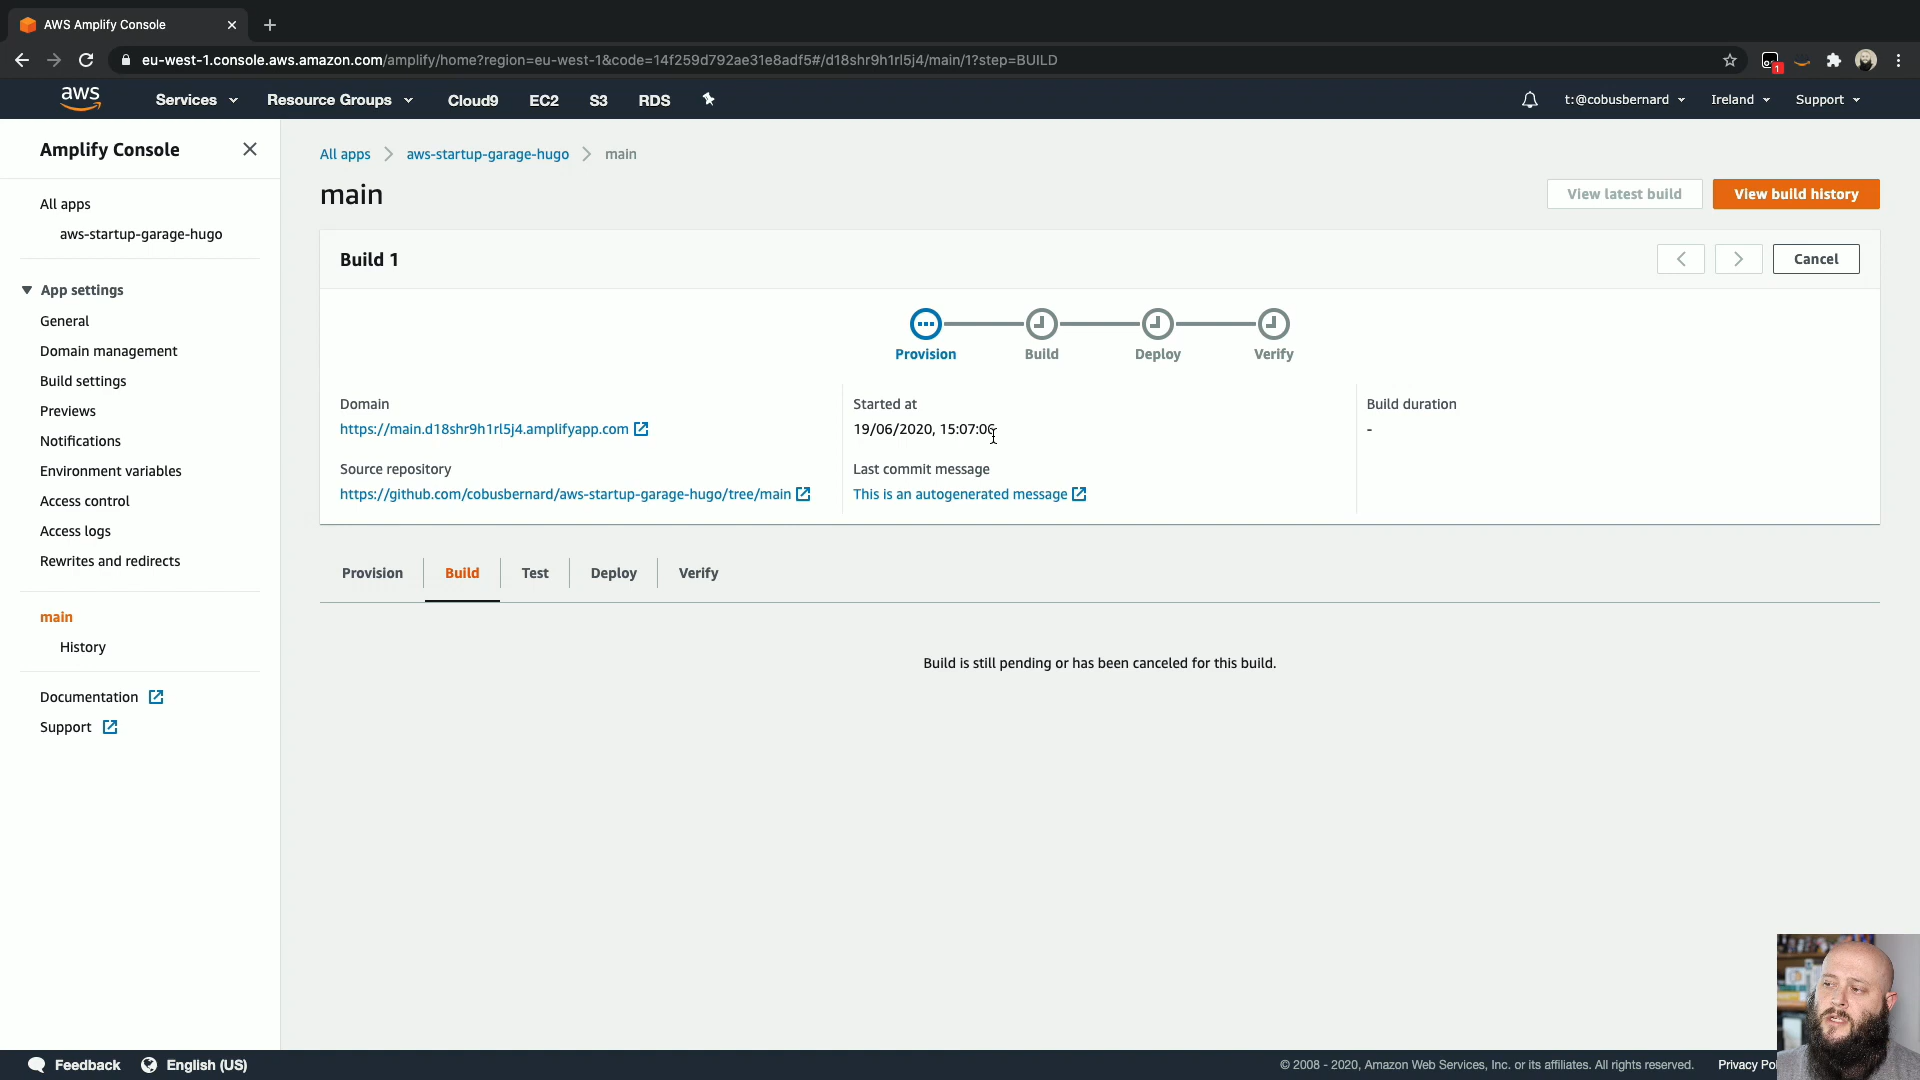 AWS Amplify Console
eu-west-1.console.aws.amazon.com/amplify/home?region=eu-west-1&code=14f259d792ae31e8adf5#/d18shr9h1rl5j4/main/1?step=BUILD
1
aws
Services
Resource Groups
Cloud9
EC2
S3
RDS
t:@cobusbernard
Ireland
Support
Amplify Console
All apps
aws-startup-garage-hugo
App settings
General
Domain management
Build settings
Previews
Notifications
Environment variables
Access control
Access logs
Rewrites and redirects
main
History
Documentation
Support
All apps
aws-startup-garage-hugo
main
main
View latest build
View build history
Build 1
Cancel
Provision
Build
Deploy
Verify
Domain
https://main.d18shr9h1rl5j4.amplifyapp.com
Source repository
https://github.com/cobusbernard/aws-startup-garage-hugo/tree/main
Started at
19/06/2020, 15:07:06
Last commit message
This is an autogenerated message
Build duration
-
Provision
Build
Test
Deploy
Verify
Build is still pending or has been canceled for this build.
Feedback
English (US)
© 2008 - 2020, Amazon Web Services, Inc. or its affiliates. All rights reserved.
Privacy Pol